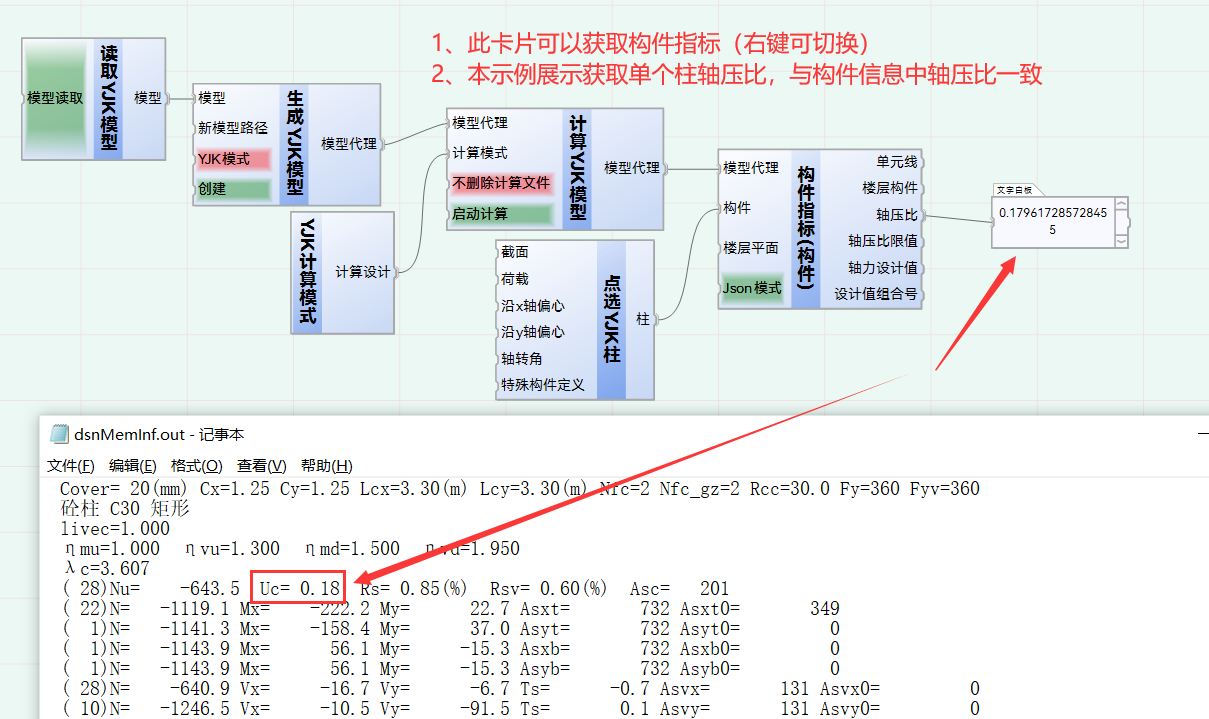 1、此卡片可以获取构件指标（右键可切换）
2、本示例展示获取单个柱轴压比，与构件信息中轴压比一致
模型读取
读取YJK模型
模型
模型
新模型路径
YJK模式
创建
生成YJK模型
模型代理
YJK计算模式
计算设计
模型代理
计算模式
不删除计算文件
启动计算
计算YJK模型
模型代理
截面
荷载
沿x轴偏心
沿y轴偏心
轴转角
特殊构件定义
点选YJK柱
柱
模型代理
构件
楼层平面
Json模式
构件指标(构件)
单元线
楼层构件
轴压比
轴压比限值
轴力设计值
设计值组合号
文字白板
0.17961728572845
5
dsnMemInf.out - 记事本
文件(F) 编辑(E) 格式(O) 查看(V) 帮助(H)
Cover= 20(mm) Cx=1.25 Cy=1.25 Lcx=3.30(m) Lcy=3.30(m) Nfc=2 Nfc_gz=2 Rcc=30.0 Fy=360 Fyv=360
砼柱 C30 矩形
livec=1.000
ηmu=1.000 ηvu=1.300 ηmd=1.500 ηvd=1.950
λc=3.607
( 28)Nu= -643.5 Uc= 0.18 Rs= 0.85(%) Rsv= 0.60(%) Asc= 201
( 22)N= -1119.1 Mx= -222.2 My= 22.7 Asxt= 732 Asxt0= 349
( 1)N= -1141.3 Mx= -158.4 My= 37.0 Asyt= 732 Asyt0= 0
( 1)N= -1143.9 Mx= 56.1 My= -15.3 Asxb= 732 Asxb0= 0
( 1)N= -1143.9 Mx= 56.1 My= -15.3 Asyb= 732 Asyb0= 0
( 28)N= -640.9 Vx= -16.7 Vy= -6.7 Ts= -0.7 Asvx= 131 Asvx0= 0
( 10)N= -1246.5 Vx= -10.5 Vy= -91.5 Ts= 0.1 Asvy= 131 Asvy0= 0